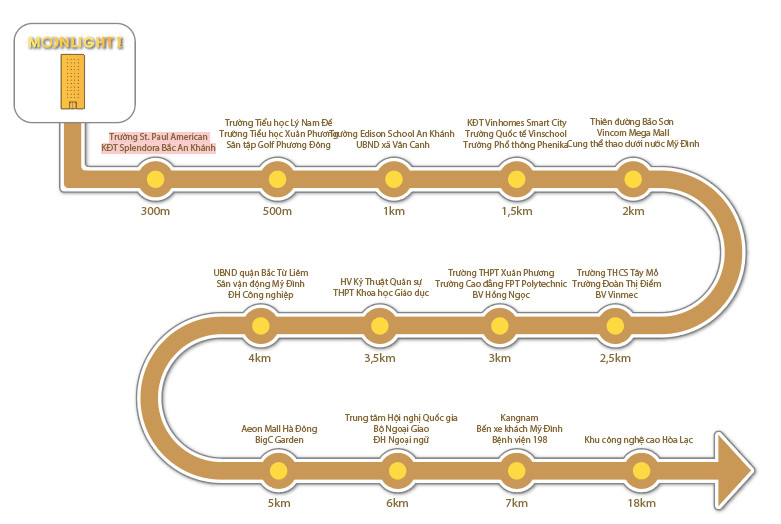 MOONLIGHT I
Trường St. Paul American
KĐT Splendora Bắc An Khánh
300m
Trường Tiểu học Lý Nam Đế
Trường Tiểu học Xuân Phương
Sân tập Golf Phương Đông
500m
Trường Edison School An Khánh
UBND xã Vân Canh
1km
KĐT Vinhomes Smart City
Trường Quốc tế Vinschool
Trường Phổ thông Phenika
1,5km
Thiên đường Bảo Sơn
Vincom Mega Mall
Cung thể thao dưới nước Mỹ Đình
2km
UBND quận Bắc Từ Liêm
Sân vận động Mỹ Đình
ĐH Công nghiệp
4km
HV Kỹ Thuật Quân sự
THPT Khoa học Giáo dục
3,5km
Trường THPT Xuân Phương
Trường Cao đẳng FPT Polytechnic
BV Hồng Ngọc
3km
Trường THCS Tây Mỗ
Trường Đoàn Thị Điểm
BV Vinmec
2,5km
Aeon Mall Hà Đông
BigC Garden
5km
Trung tâm Hội nghị Quốc gia
Bộ Ngoại Giao
ĐH Ngoại ngữ
6km
Kangnam
Bến xe khách Mỹ Đình
Bệnh viện 198
7km
Khu công nghệ cao Hòa Lạc
18km